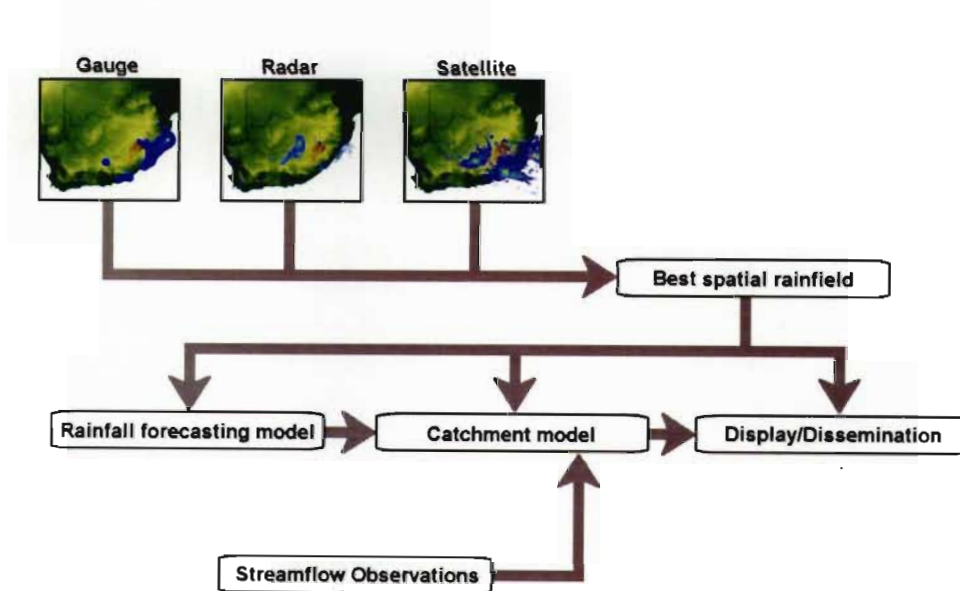 Gauge
Radar
Satellite
Best spatial rainfield
Rainfall forecasting model
Catchment model
Display/Dissemination
Streamflow Observations